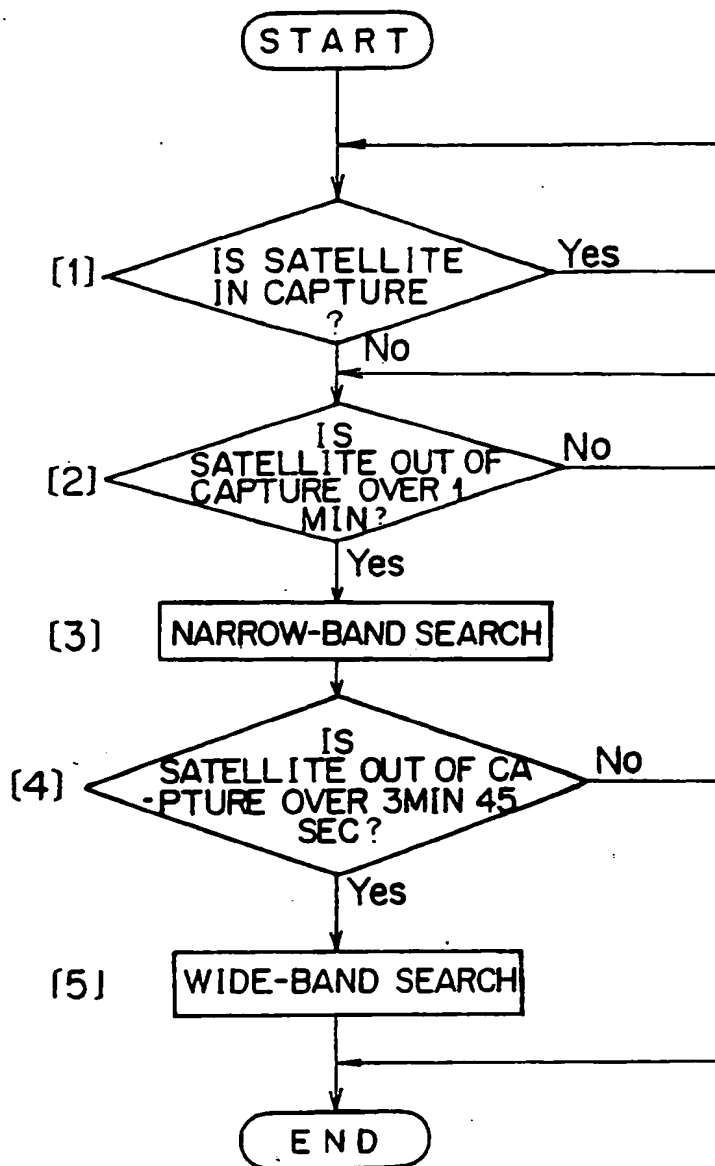 START
[1]
IS SATELLITE
IN CAPTURE
?
Yes
No
[2]
IS
SATELLITE OUT OF
CAPTURE OVER 1
MIN?
No
Yes
[3]
NARROW-BAND SEARCH
[4]
IS
SATELLITE OUT OF CA
-PTURE OVER 3MIN 45
SEC?
No
Yes
[5]
WIDE-BAND SEARCH
END